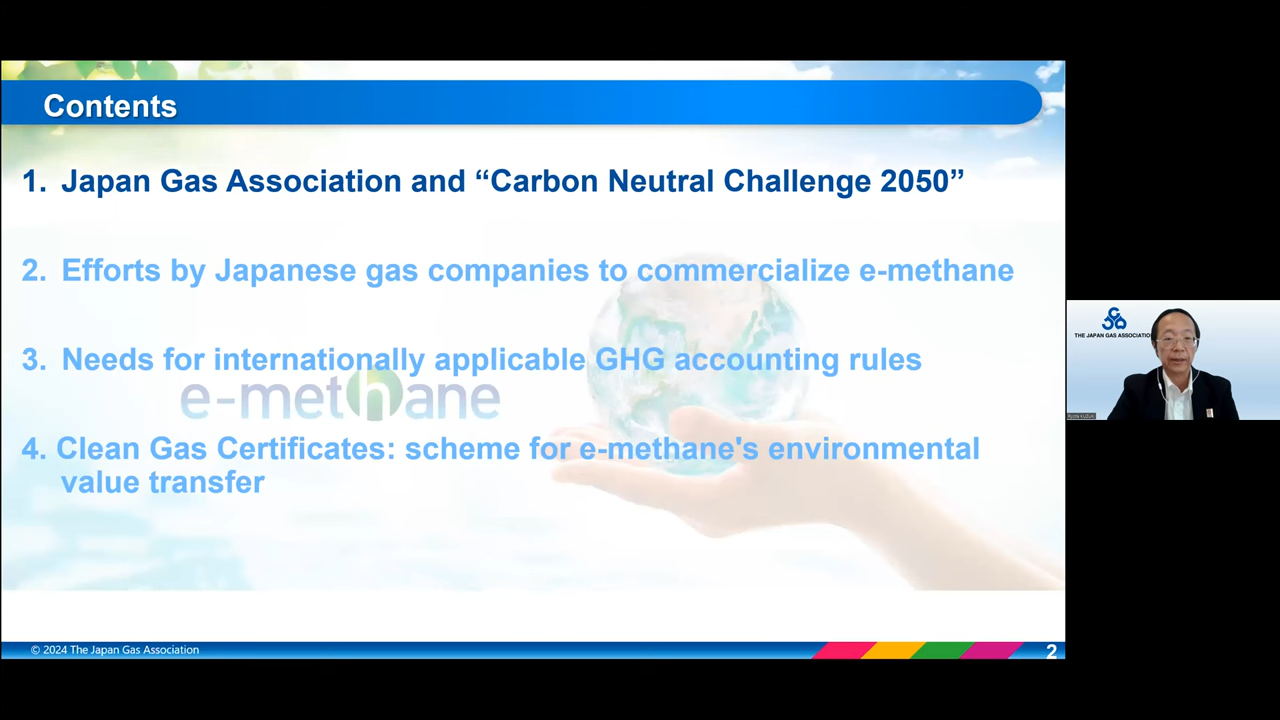 Contents
1. Japan Gas Association and “Carbon Neutral Challenge 2050”
2. Efforts by Japanese gas companies to commercialize e-methane
3. Needs for internationally applicable GHG accounting rules
e-methane
4. Clean Gas Certificates: scheme for e-methane's environmental
value transfer
© 2024 The Japan Gas Association
2
THE JAPAN GAS ASSOCIATIO